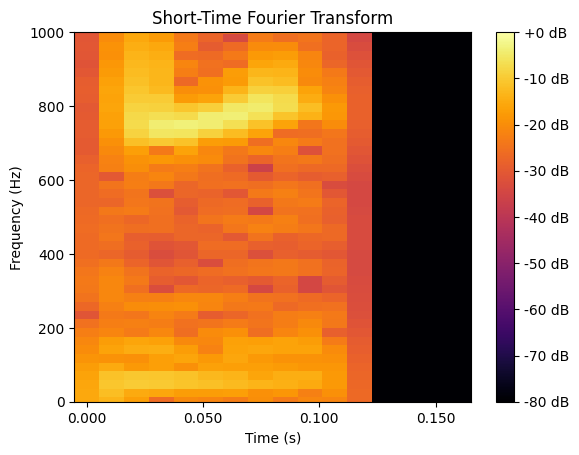 Short-Time Fourier Transform
1000
800
600
400
200
0
Frequency (Hz)
0.000
0.050
0.100
0.150
Time (s)
+0 dB
-10 dB
-20 dB
-30 dB
-40 dB
-50 dB
-60 dB
-70 dB
-80 dB